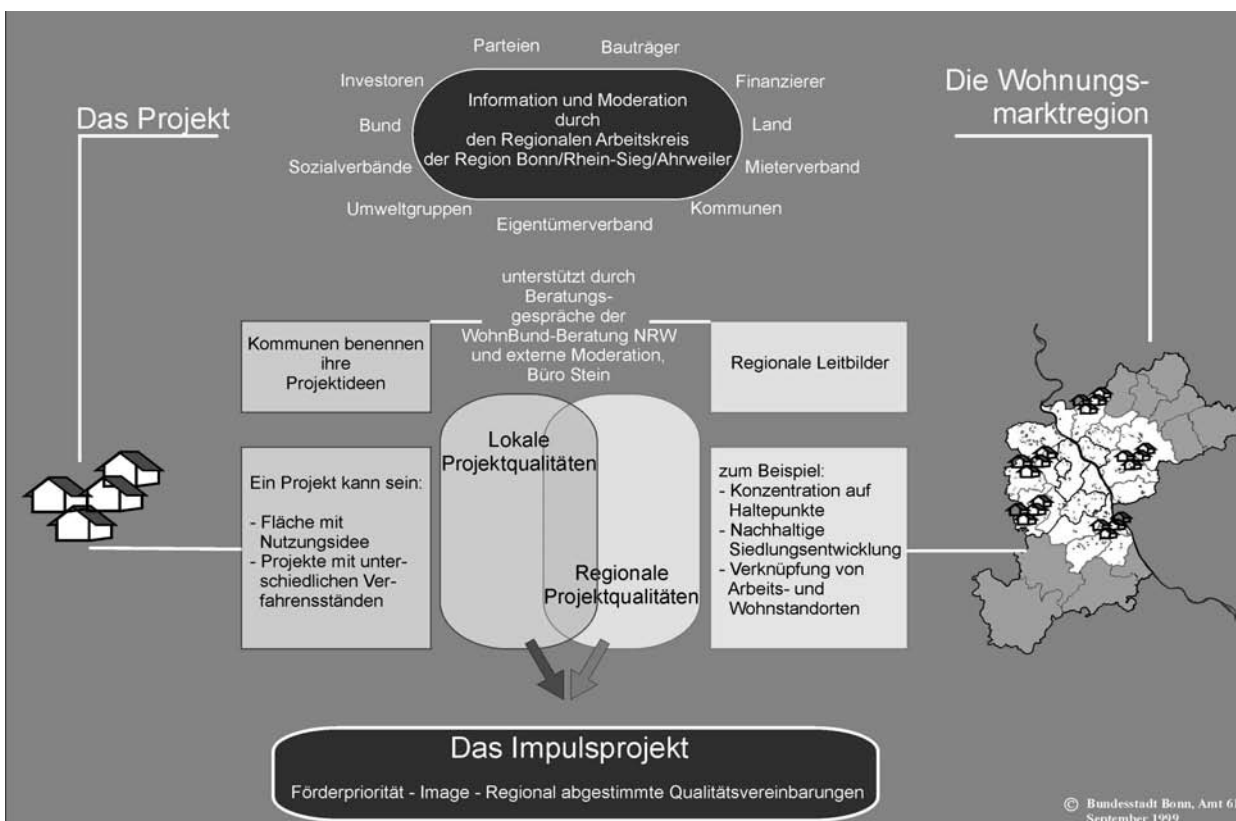 Parteien
Bauträger
Investoren
Finanzierer
Bund
Land
Sozialverbände
Mieterverband
Umweltgruppen
Kommunen
Eigentümerverband
Information und Moderation
durch
den Regionalen Arbeitskreis
der Region Bonn/Rhein-Sieg/Ahrweiler
Das Projekt
Die Wohnungs-
marktregion
unterstützt durch
Beratungs-
gespräche der
WohnBund-Beratung NRW
und externe Moderation,
Büro Stein
Kommunen benennen
ihre
Projektideen
Regionale Leitbilder
Lokale
Projektqualitäten
Regionale
Projektqualitäten
Ein Projekt kann sein:
- Fläche mit
Nutzungsidee
- Projekte mit unter-
schiedlichen Ver-
fahrensständen
zum Beispiel:
- Konzentration auf
Haltepunkte
- Nachhaltige
Siedlungsentwicklung
- Verknüpfung von
Arbeits- und
Wohnstandorten
Das Impulsprojekt
Förderpriorität - Image - Regional abgestimmte Qualitätsvereinbarungen
© Bundesstadt Bonn, Amt 61
September 1999